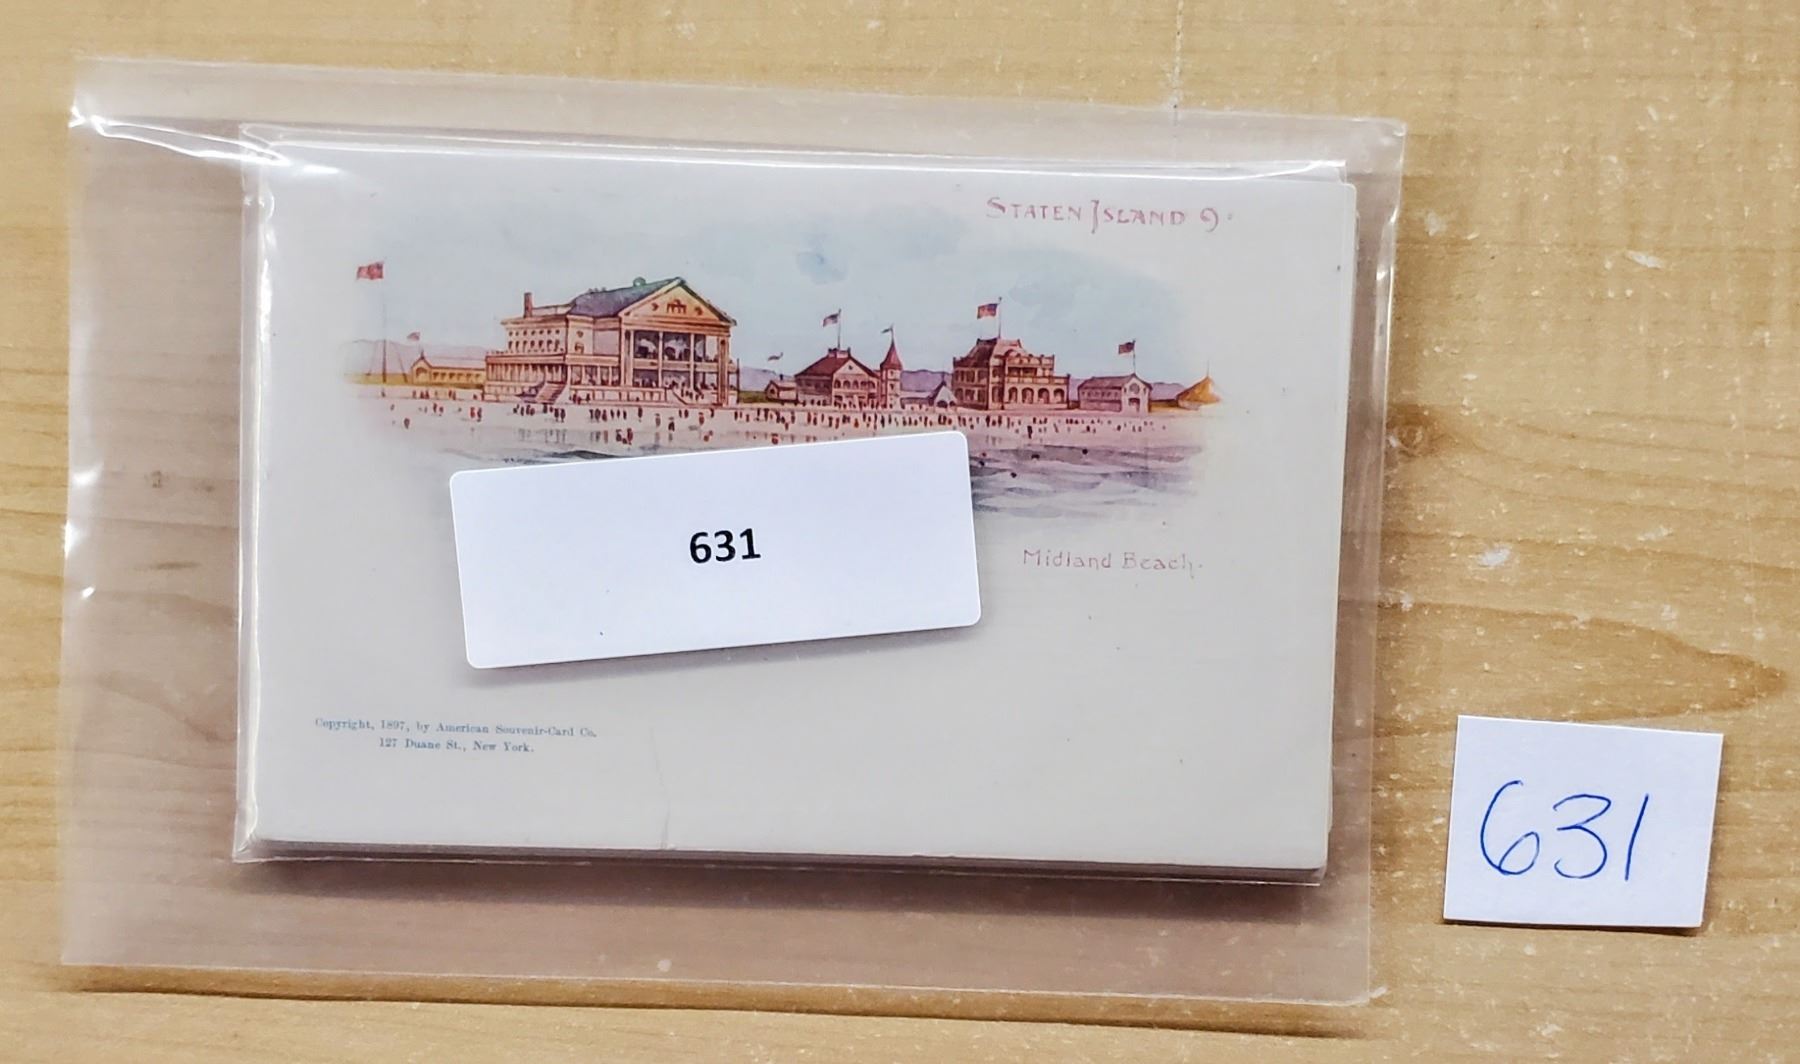 STATEN ISLAND 9.
631
Midland Beach.
Copyright, 1897, by American Souvenir-Card Co.
127 Duane St., New York.
631